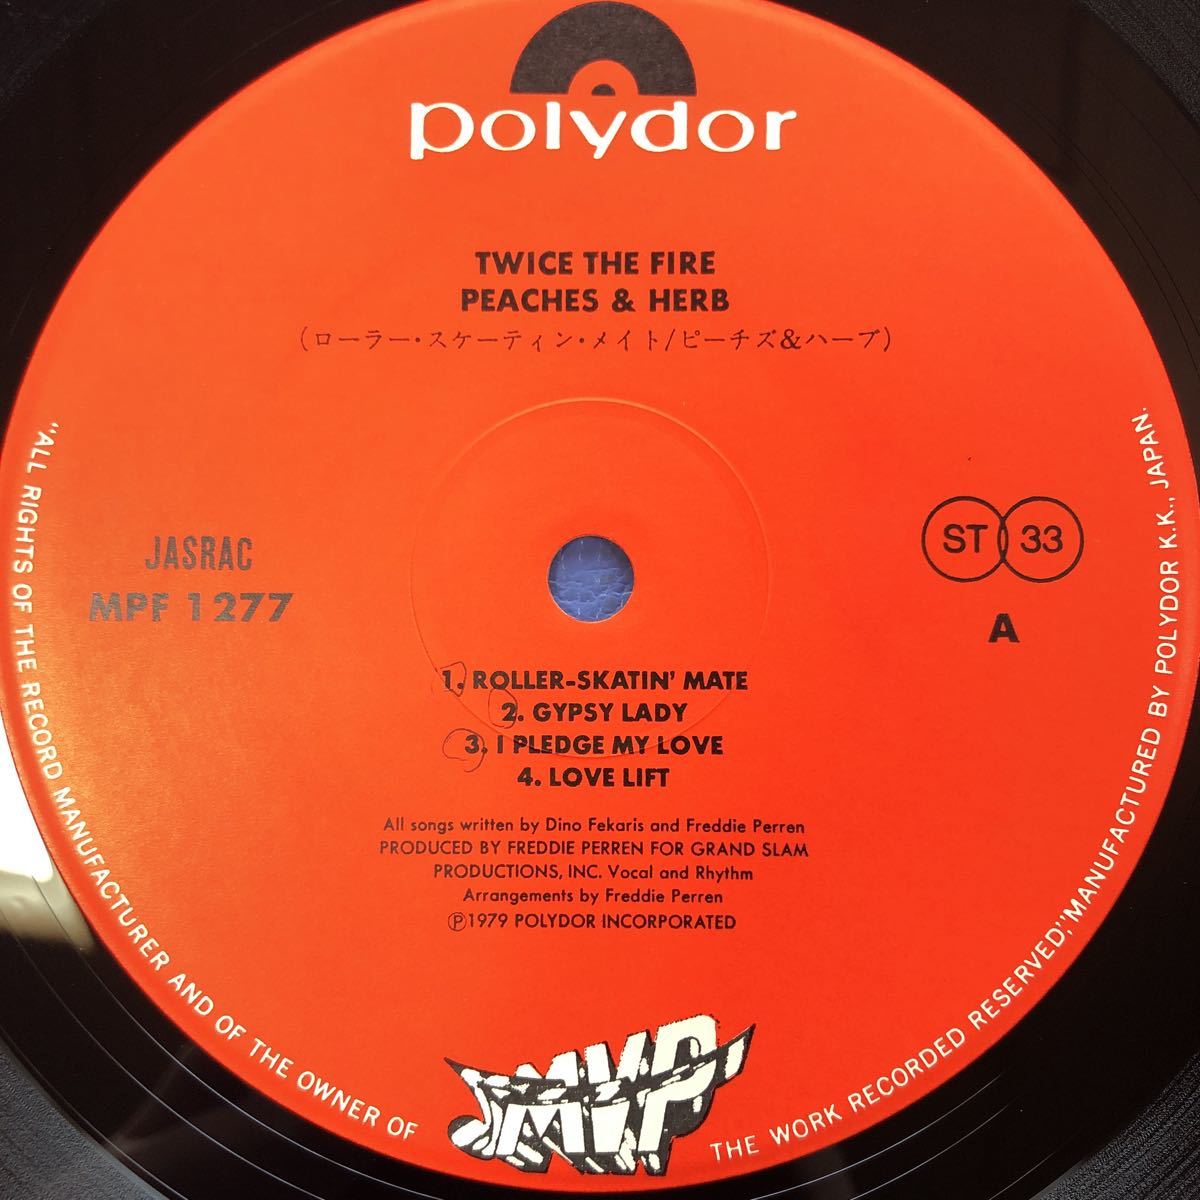 polydor
TWICE THE FIRE
PEACHES & HERB
(ローラー・スケーティン・メイト/ピーチズ&ハーブ)
JASRAC
MPF 1277
ST 33
A
1. ROLLER-SKATIN' MATE
2. GYPSY LADY
3. I PLEDGE MY LOVE
4. LOVE LIFT
All songs written by Dino Fekaris and Freddie Perren
PRODUCED BY FREDDIE PERREN FOR GRAND SLAM
PRODUCTIONS, INC. Vocal and Rhythm
Arrangements by Freddie Perren
Ⓟ1979 POLYDOR INCORPORATED
MVP
"ALL RIGHTS OF THE RECORD MANUFACTURER AND OF THE OWNER OF THE WORK RECORDED RESERVED," MANUFACTURED BY POLYDOR K.K., JAPAN.